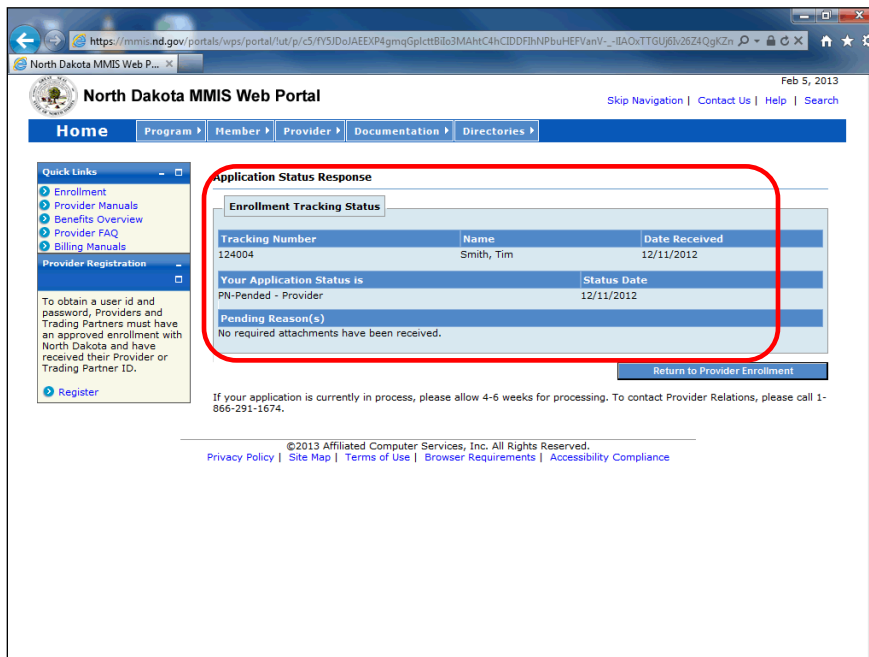 https://mmis.nd.gov/portals/wps/portal/!ut/p/c5/
North Dakota MMIS Web P...
Feb 5, 2013
North Dakota MMIS Web Portal
Skip Navigation | Contact Us | Help | Search
Home Program Member Provider Documentation Directories
Quick Links
Enrollment
Provider Manuals
Benefits Overview
Provider FAQ
Billing Manuals
Provider Registration
To obtain a user id and
password, Providers and
Trading Partners must have
an approved enrollment with
North Dakota and have
received their Provider or
Trading Partner ID.
Register
Application Status Response
Enrollment Tracking Status
Tracking Number Name Date Received
124004 Smith, Tim 12/11/2012
Your Application Status is Status Date
PN-Pended - Provider 12/11/2012
Pending Reason(s)
No required attachments have been received.
Return to Provider Enrollment
If your application is currently in process, please allow 4-6 weeks for processing. To contact Provider Relations, please call 1-
866-291-1674.
©2013 Affiliated Computer Services, Inc. All Rights Reserved.
Privacy Policy | Site Map | Terms of Use | Browser Requirements | Accessibility Compliance